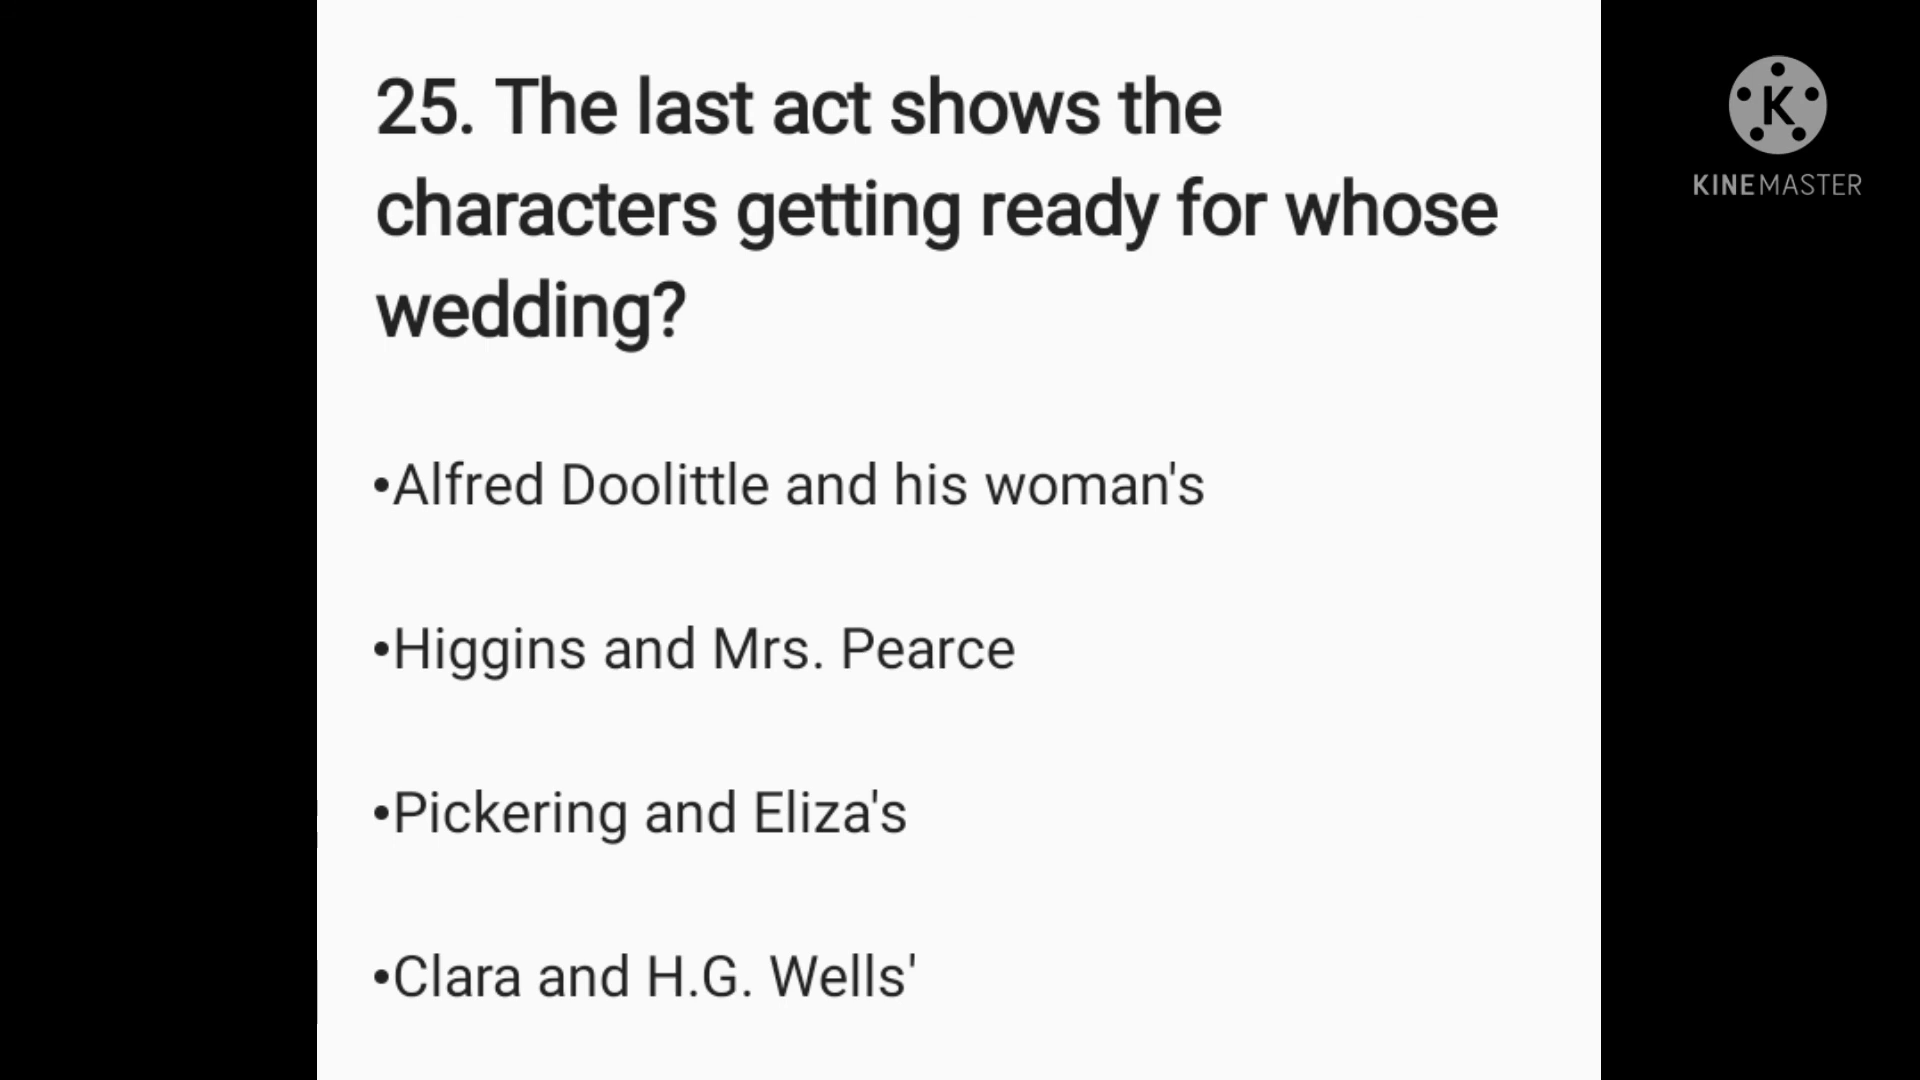 25. The last act shows the
characters getting ready for whose
wedding?
•Alfred Doolittle and his woman's
•Higgins and Mrs. Pearce
•Pickering and Eliza's
•Clara and H.G. Wells'
K
KINEMASTER